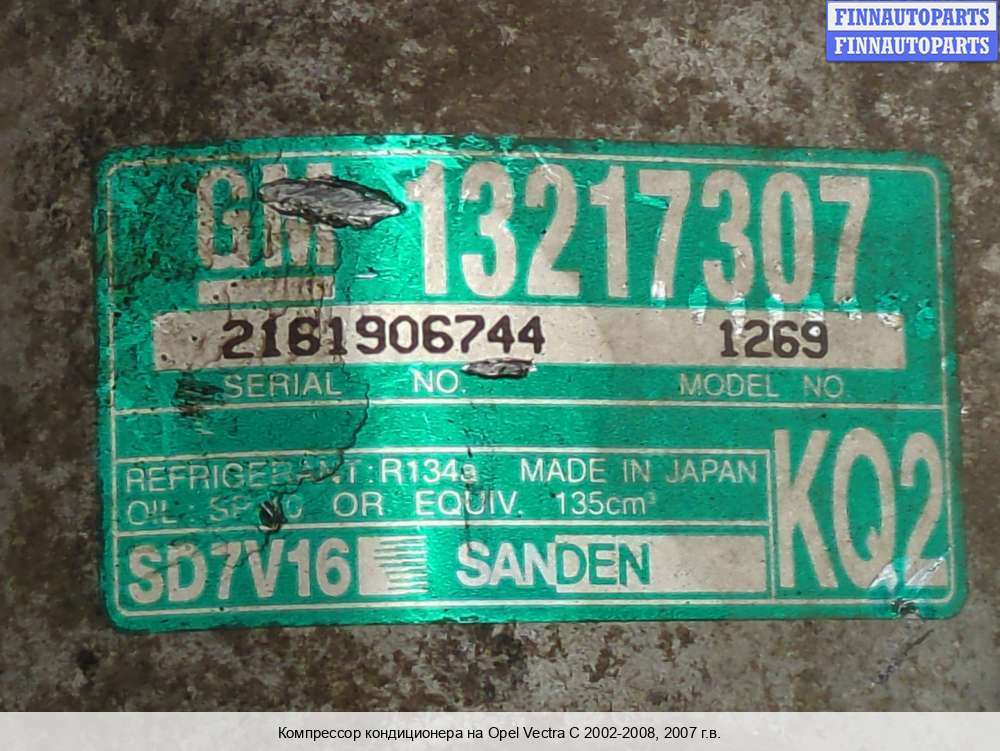 FINNAUTOPARTS
FINNAUTOPARTS
GM 13217307
2161906744 1269
SERIAL NO. MODEL NO
REFRIGERANT:R134a MADE IN JAPAN
OIL: OR EQUIV. 135cm³
KQ2
SD7V16 SANDEN
Компрессор кондиционера на Opel Vectra C 2002-2008, 2007 г.в.